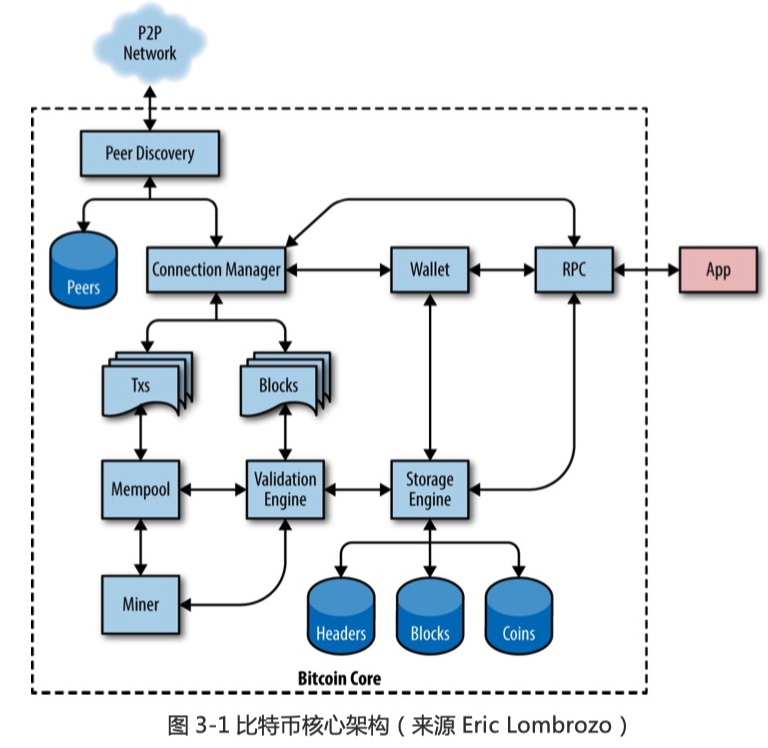 P2P
Network
Peer Discovery
Peers
Connection Manager
Wallet
RPC
App
Txs
Blocks
Mempool
Validation
Engine
Storage
Engine
Miner
Headers
Blocks
Coins
Bitcoin Core
图 3-1 比特币核心架构（来源 Eric Lombrozo）